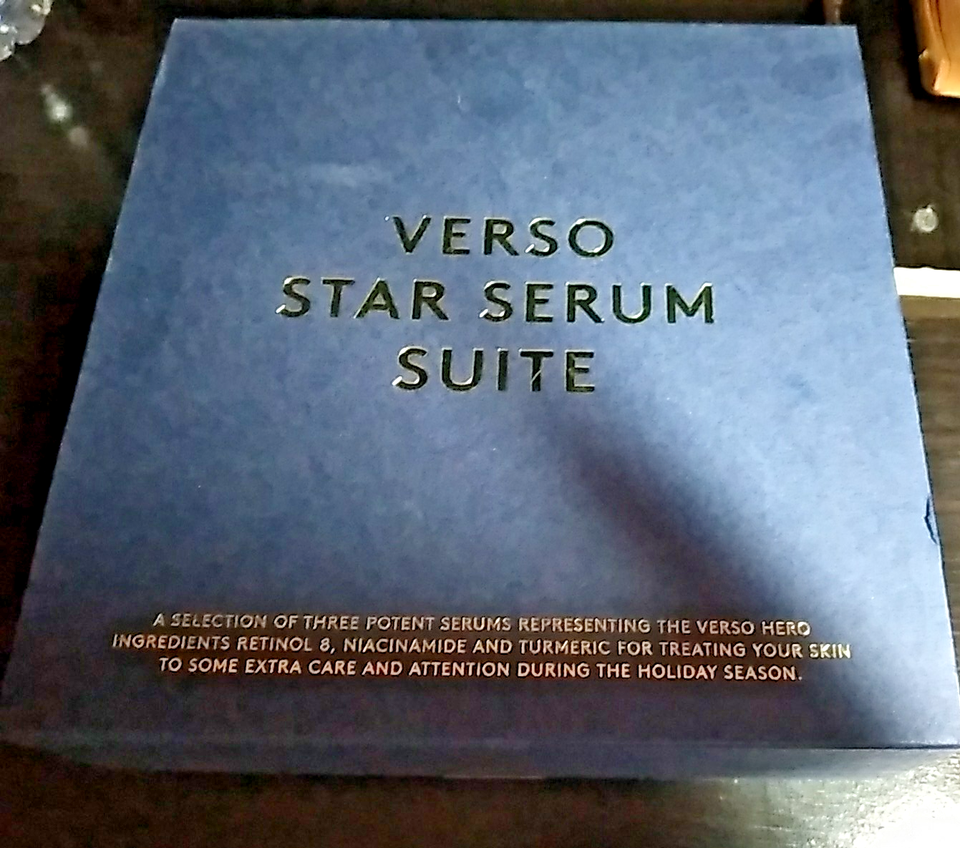 VERSO
STAR SERUM
SUITE
A SELECTION OF THREE POTENT SERUMS REPRESENTING THE VERSO HERO
INGREDIENTS RETINOL 8, NIACINAMIDE AND TURMERIC FOR TREATING YOUR SKIN
TO SOME EXTRA CARE AND ATTENTION DURING THE HOLIDAY SEASON.